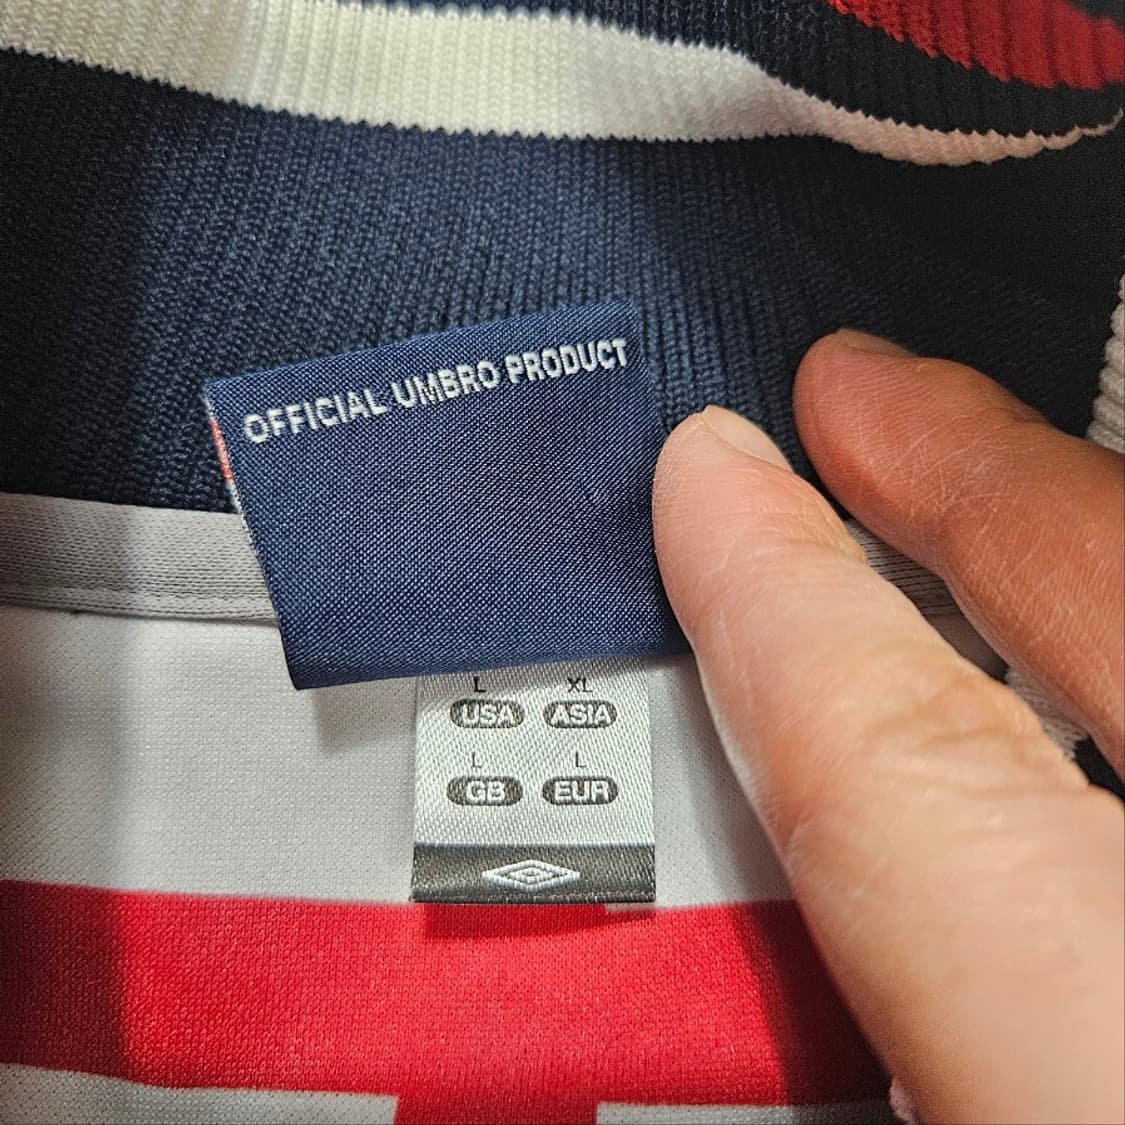 OFFICIAL UMBRO PRODUCT
L XL
USA ASIA
L L
GB EUR